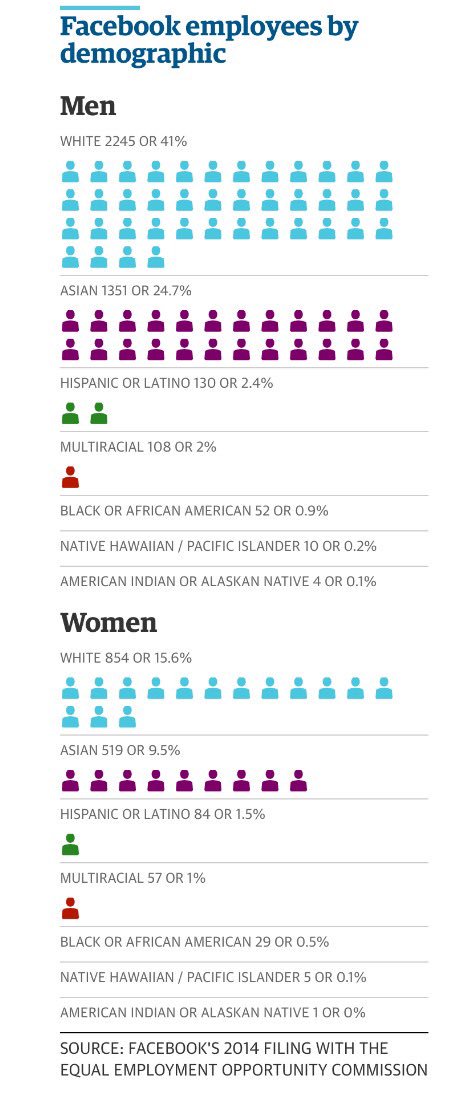 Facebook employees by
demographic
Men
WHITE 2245 OR 41%
ASIAN 1351 OR 24.7%
HISPANIC OR LATINO 130 OR 2.4%
MULTIRACIAL 108 OR 2%
BLACK OR AFRICAN AMERICAN 52 OR 0.9%
NATIVE HAWAIIAN / PACIFIC ISLANDER 10 OR 0.2%
AMERICAN INDIAN OR ALASKAN NATIVE 4 OR 0.1%
Women
WHITE 854 OR 15.6%
ASIAN 519 OR 9.5%
HISPANIC OR LATINO 84 OR 1.5%
MULTIRACIAL 57 OR 1%
BLACK OR AFRICAN AMERICAN 29 OR 0.5%
NATIVE HAWAIIAN / PACIFIC ISLANDER 5 OR 0.1%
AMERICAN INDIAN OR ALASKAN NATIVE 1 OR 0%
SOURCE: FACEBOOK'S 2014 FILING WITH THE
EQUAL EMPLOYMENT OPPORTUNITY COMMISSION